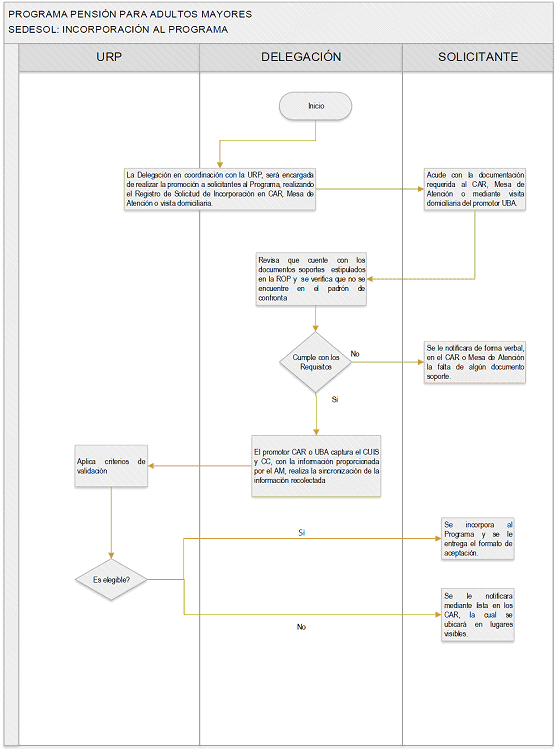 PROGRAMA PENSIÓN PARA ADULTOS MAYORES
SEDESOL: INCORPORACIÓN AL PROGRAMA
URP
DELEGACIÓN
SOLICITANTE
Inicio
La Delegación en coordinación con la URP, será encargada
de realizar la promoción a solicitantes al Programa, realizando
el Registro de Solicitud de Incorporación en CAR, Mesa de
Atención o visita domiciliaria.
Acude con la documentación
requerida al CAR, Mesa de
Atención o mediante visita
domiciliaria del promotor UBA.
Revisa que cuente con los
documentos soportes estipulados
en la ROP y se verifica que no se
encuentre en el padrón de
confronta
Cumple con los
Requisitos
No
Se le notificara de forma verbal,
en el CAR o Mesa de Atención
la falta de algún documento
soporte.
Si
El promotor CAR o UBA captura el CUIS
y CC, con la información proporcionada
por el AM, realiza la sincronización de la
información recolectada
Aplica criterios de
validación
Es elegible?
Si
Se incorpora al
Programa y se le
entrega el formato de
aceptación.
No
Se le notificara
mediante lista en los
CAR, la cual se
ubicará en lugares
visibles.